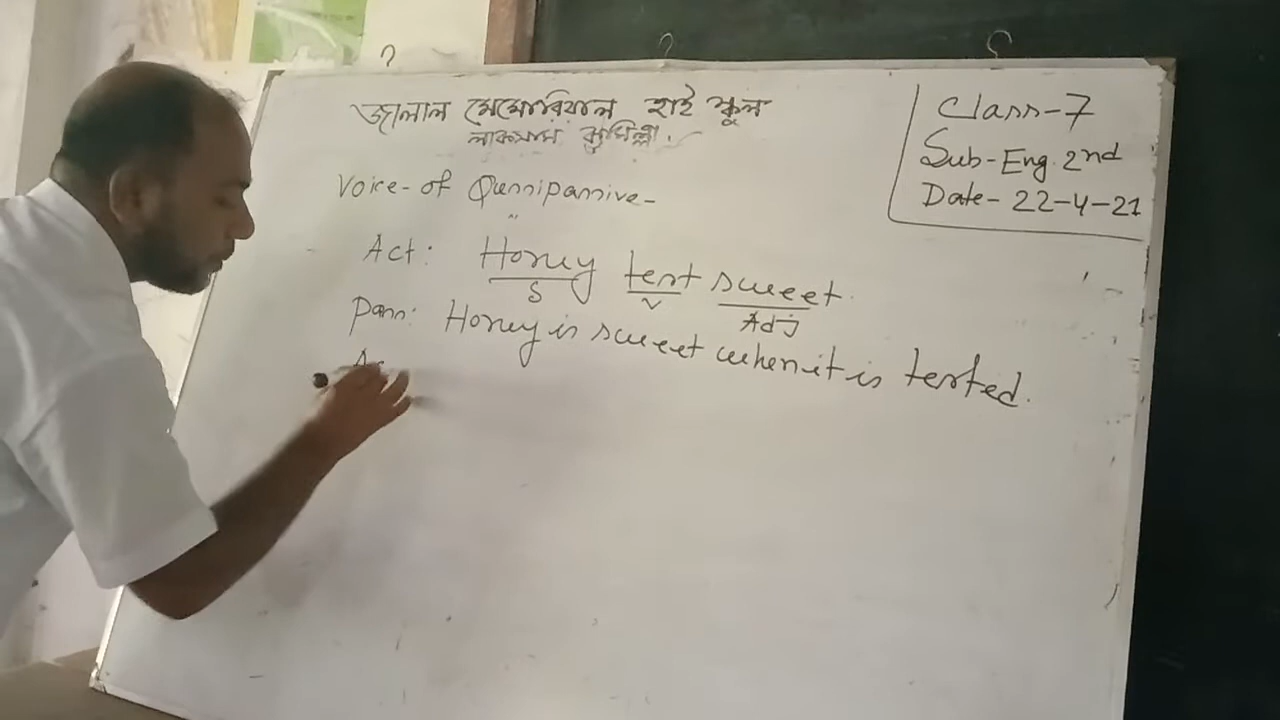 জালাল মেমোরিয়াল হাই স্কুল
লাকসাম কুমিল্লা.
Class-7
Sub-Eng 2nd
Date- 22-4-21
Voice- of Quasipassive-
Act: Honey test sweet.
S V Adj
Pass: Honey is sweet when it is tested.
Ac